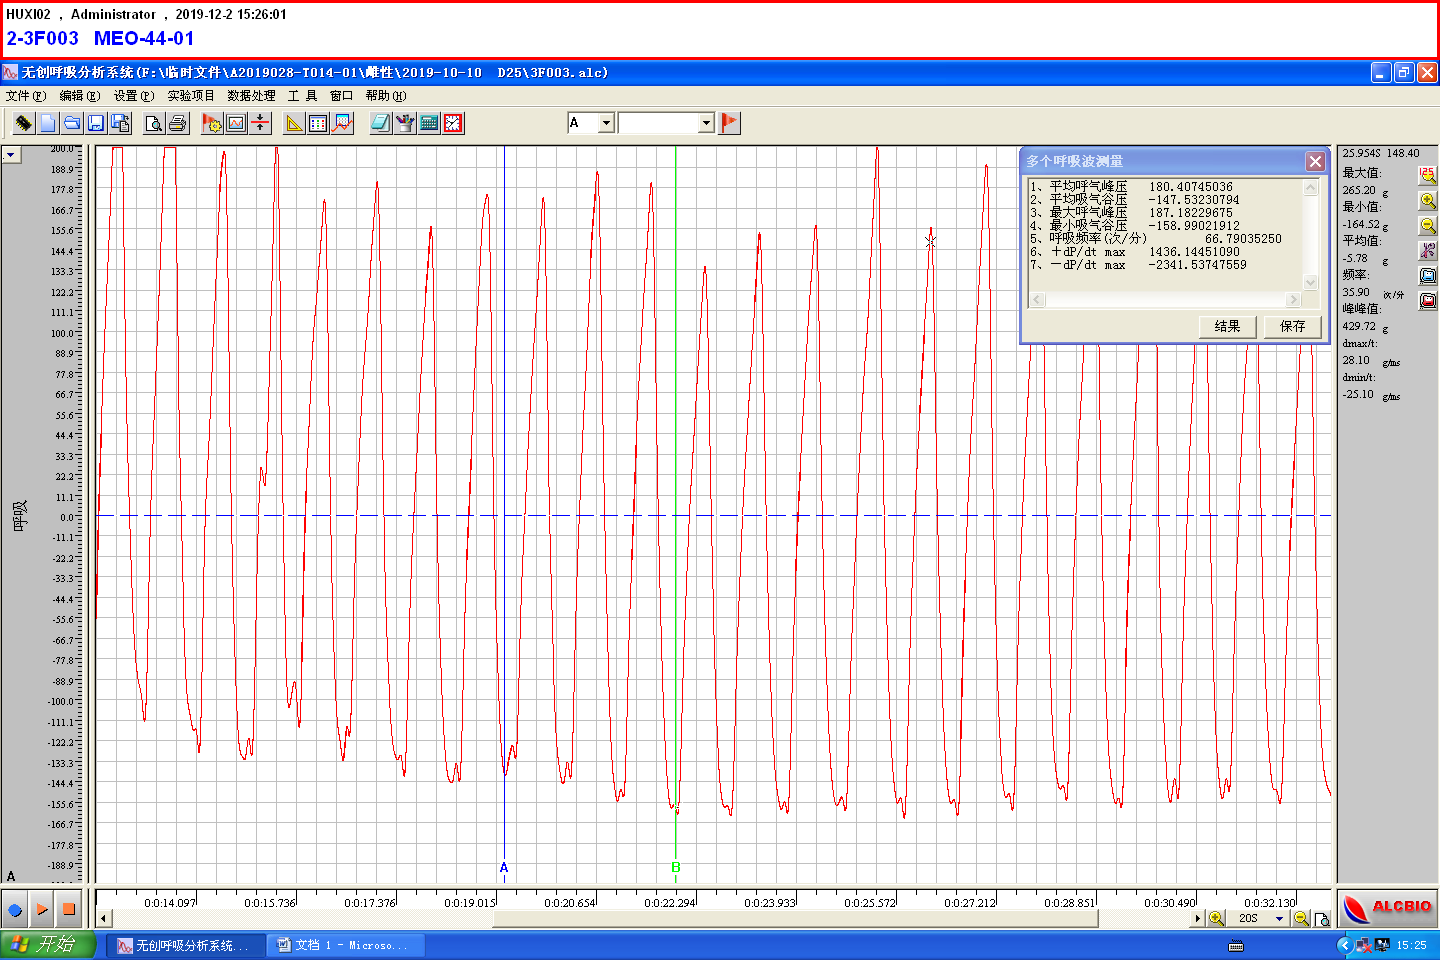 HUXI02 , Administrator , 2019-12-2 15:26:01
2-3F003 MEO-44-01
无创呼吸分析系统(F:\临时文件\A2019028-T014-01\雌性\2019-10-10 D25\3F003.alc)
文件(F) 编辑(E) 设置(P) 实验项目 数据处理 工 具 窗口 帮助(H)
A
200.0
188.9
177.8
166.7
155.6
144.4
133.3
122.2
111.1
100.0
88.9
77.8
66.7
55.6
44.4
33.3
22.2
11.1
0.0
-11.1
-22.2
-33.3
-44.4
-55.6
-66.7
-77.8
-88.9
-100.0
-111.1
-122.2
-133.3
-144.4
-155.6
-166.7
-177.8
-188.9
呼吸
A
A
B
多个呼吸波测量
1、平均呼气峰压 180.40745036
2、平均吸气谷压 -147.53230794
3、最大呼气峰压 187.18229675
4、最小吸气谷压 -158.99021912
5、呼吸频率(次/分) 66.79035250
6、＋dP/dt max 1436.14451090
7、－dP/dt max -2341.53747559
结果 保存
25.954S 148.40
最大值:
265.20 g
最小值:
-164.52 g
平均值:
-5.78 g
频率:
35.90 次/分
峰峰值:
429.72 g
dmax/t:
28.10 g/ms
dmin/t:
-25.10 g/ms
125
0:0:14.097 0:0:15.736 0:0:17.376 0:0:19.015 0:0:20.654 0:0:22.294 0:0:23.933 0:0:25.572 0:0:27.212 0:0:28.851 0:0:30.490 0:0:32.130
20S
ALCBIO
开始 无创呼吸分析系统... 文档 1 - Microso... 15:25